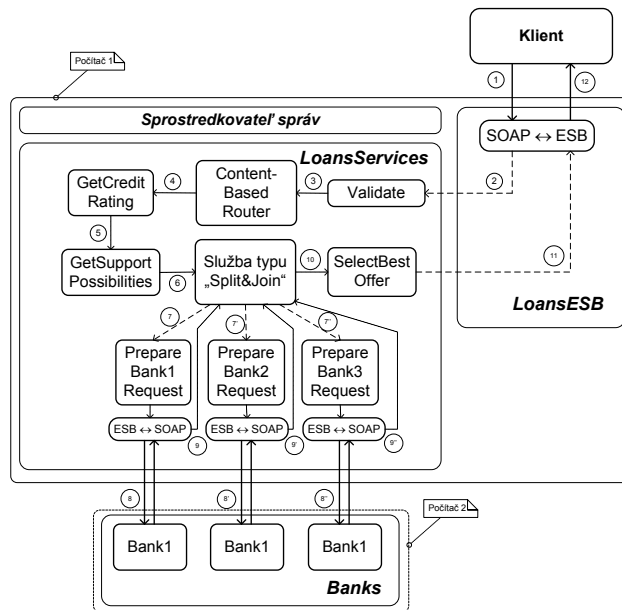 Klient
Počítač 1
1
12
Sprostredkovateľ správ
SOAP ↔ ESB
LoansServices
2
GetCredit
Rating
4
Content-
Based
Router
3
Validate
5
GetSupport
Possibilities
6
Služba typu
„Split&Join“
10
SelectBest
Offer
11
LoansESB
7
7'
7''
Prepare
Bank1
Request
Prepare
Bank2
Request
Prepare
Bank3
Request
ESB ↔ SOAP
9
ESB ↔ SOAP
9'
ESB ↔ SOAP
9''
8
8'
8''
Počítač 2
Bank1
Bank1
Bank1
Banks